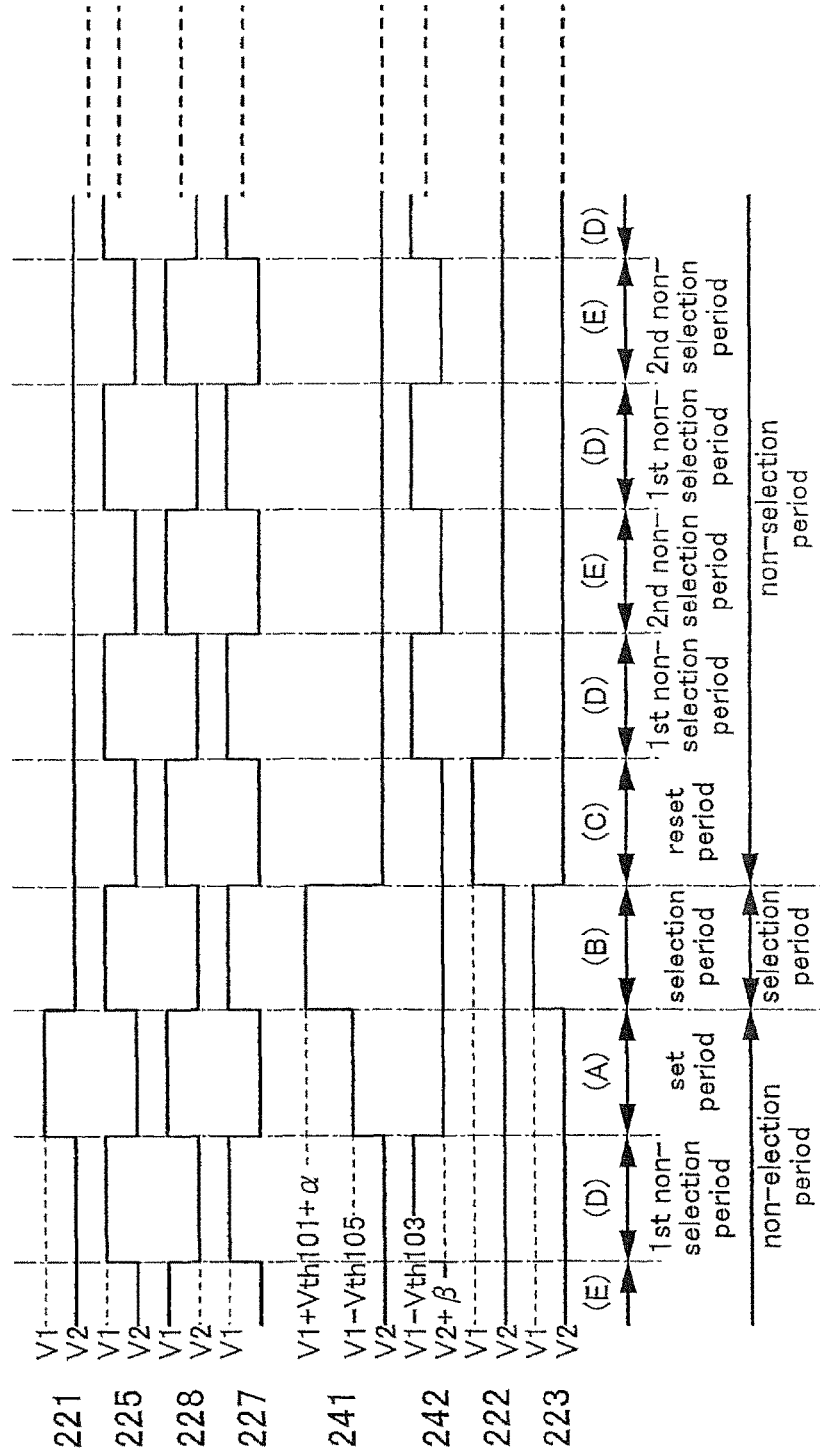 221
V1
V2
225
V1
V2
228
V1
V2
227
V1
241
V1+Vth101+α
V1-Vth105
V2
242
V1-Vth103
V2+β
222
V1
V2
223
V1
V2
(E) (D) (A) (B) (C) (D) (E) (D) (E) (D)
1st non-
selection
period
set
period
selection
period
reset
period
1st non-
selection
period
2nd non-
selection
period
1st non-
selection
period
2nd non-
selection
period
non-election
period
selection
period
non-selection
period